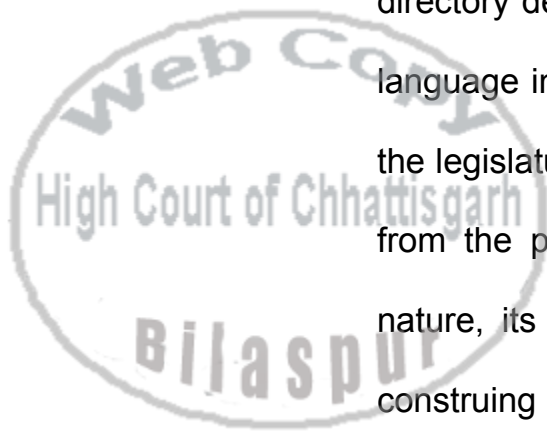 directory de
Web Copy
language in
the legislatu
High Court of Chhattisgarh
from the p
nature, its
Bilaspur
construing